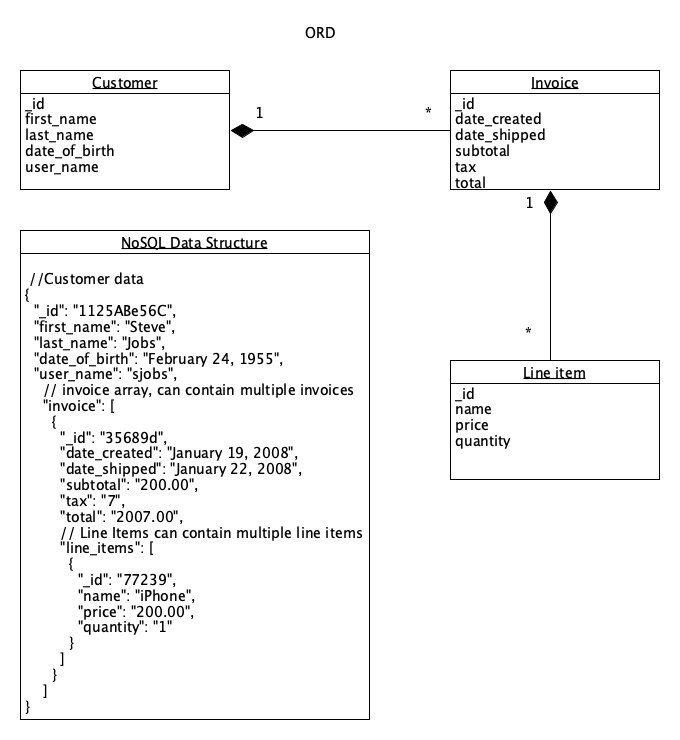 ORD
Customer
_id
first_name
last_name
date_of_birth
user_name
1
*
Invoice
_id
date_created
date_shipped
subtotal
tax
total
1
*
Line item
_id
name
price
quantity
NoSQL Data Structure
//Customer data
{
"_id": "1125ABe56C",
"first_name": "Steve",
"last_name": "Jobs",
"date_of_birth": "February 24, 1955",
"user_name": "sjobs",
// invoice array, can contain multiple invoices
"invoice": [
{
"_id": "35689d",
"date_created": "January 19, 2008",
"date_shipped": "January 22, 2008",
"subtotal": "200.00",
"tax": "7",
"total": "2007.00",
// Line Items can contain multiple line items
"line_items": [
{
"_id": "77239",
"name": "iPhone",
"price": "200.00",
"quantity": "1"
}
]
}
]
}